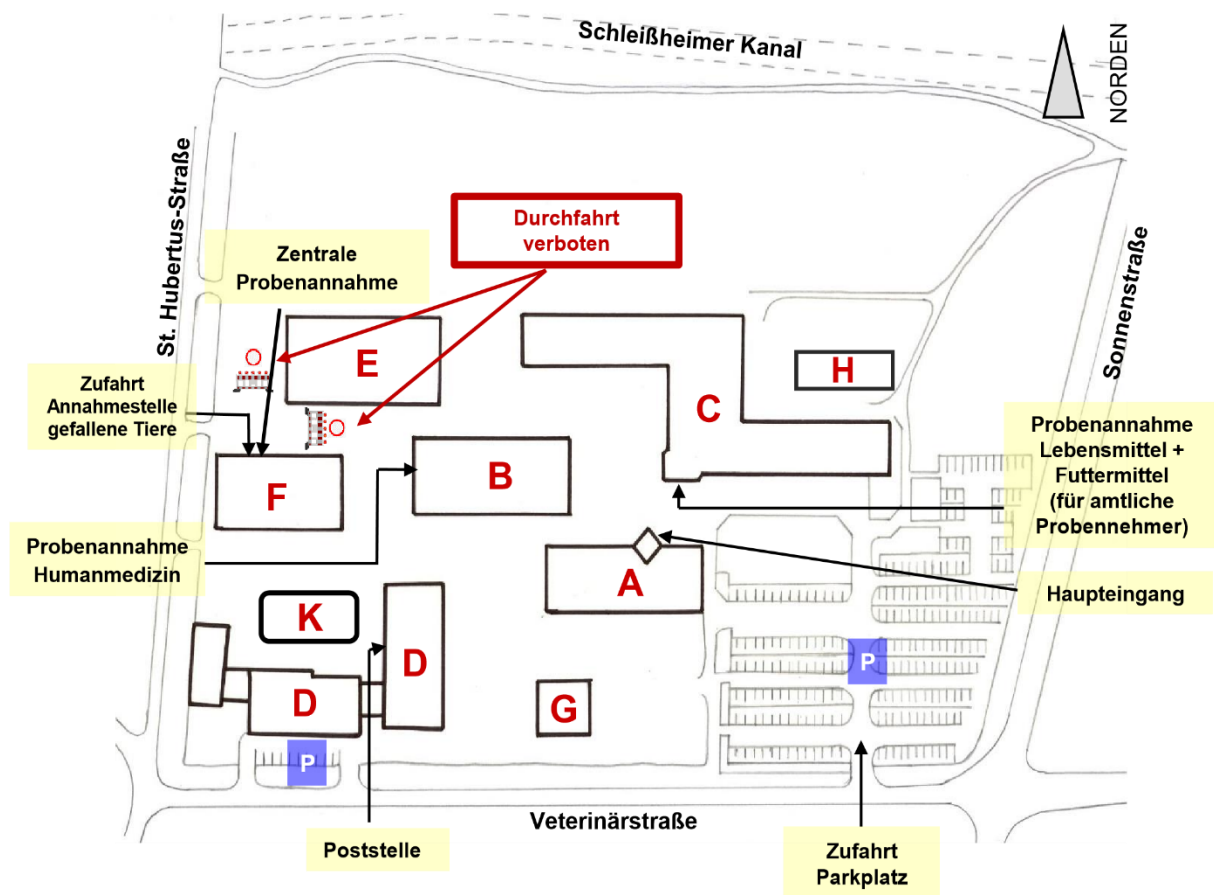 Schleißheimer Kanal
NORDEN
St. Hubertus-Straße
Durchfahrt
verboten
Zentrale
Probenannahme
Sonnenstraße
E
H
C
Zufahrt
Annahmestelle
gefallene Tiere
Probenannahme
Lebensmittel +
Futtermittel
(für amtliche
Probennehmer)
B
F
Probenannahme
Humanmedizin
A
Haupteingang
K
D
P
D
G
P
Veterinärstraße
Poststelle
Zufahrt
Parkplatz